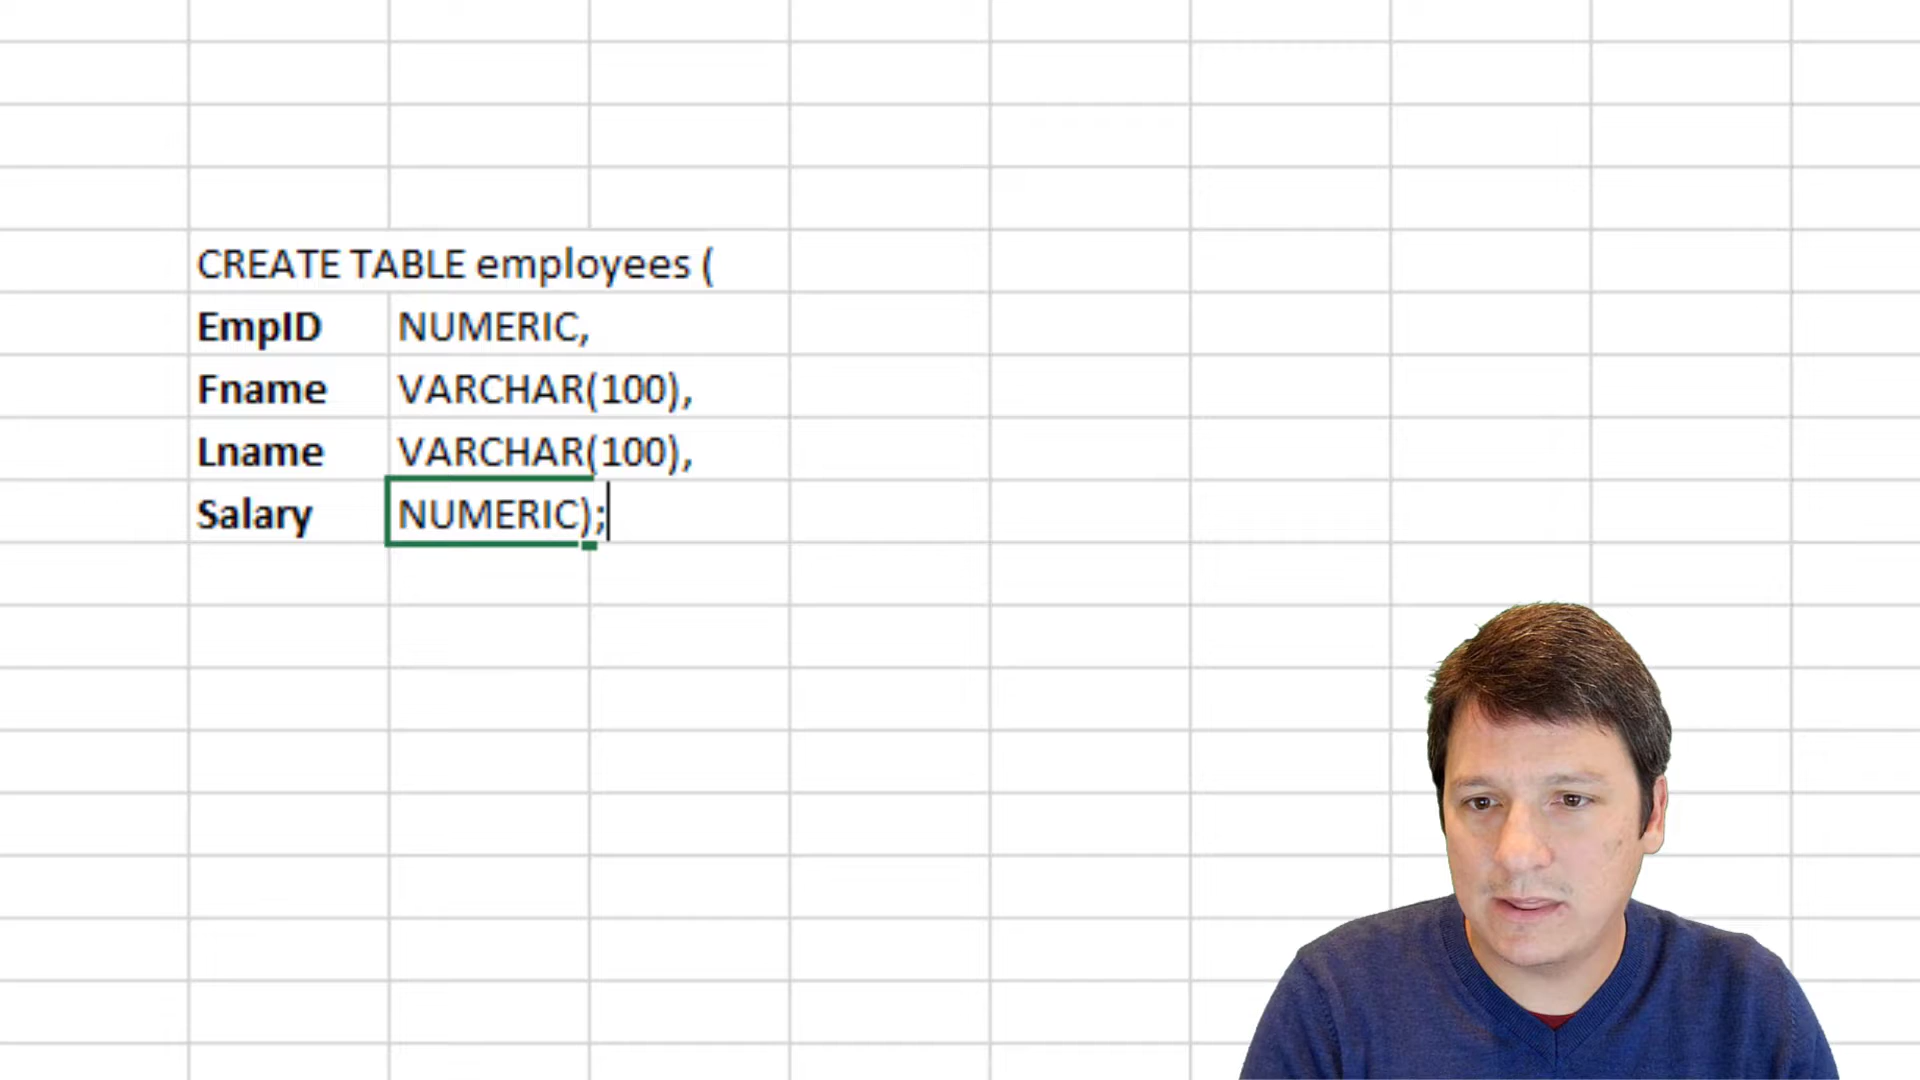 CREATE TABLE employees (
EmpID NUMERIC,
Fname VARCHAR(100),
Lname VARCHAR(100),
Salary NUMERIC);